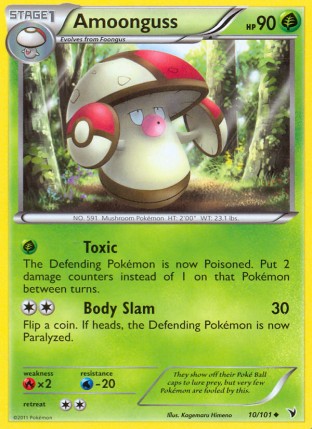 STAGE1 Amoonguss HP 90
Evolves from Foongus
NO. 591 Mushroom Pokémon HT: 2'00" WT: 23.1 lbs.
Toxic
The Defending Pokémon is now Poisoned. Put 2
damage counters instead of 1 on that Pokémon
between turns.
Body Slam 30
Flip a coin. If heads, the Defending Pokémon is now
Paralyzed.
weakness resistance
×2 -20
retreat
They show off their Poké Ball
caps to lure prey, but very few
Pokémon are fooled by this.
©2011 Pokémon Illus. Kagemaru Himeno 10/101